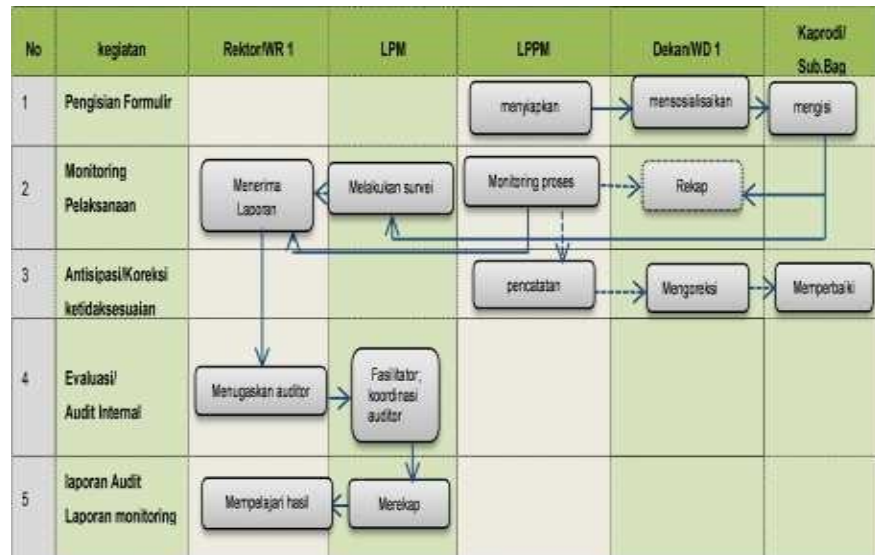 No
kegiatan
Rektor/WR 1
LPM
LPPM
Dekan/WD 1
Kaprodi/
Sub.Bag
1
Pengisian Formulir
menyiapkan
mensosialisaikan
mengisi
2
Monitoring
Pelaksanaan
Menerima
Laporan
Melakukan survei
Monitoring proses
Rekap
3
Antisipasi/Koreksi
ketidaksesuaian
pencatatan
Mengoreksi
Memperbaiki
4
Evaluasi/
Audit Internal
Menugaskan auditor
Fasilitator;
koordinasi
auditor
5
laporan Audit
Laporan monitoring
Mempelajari hasil
Merekap